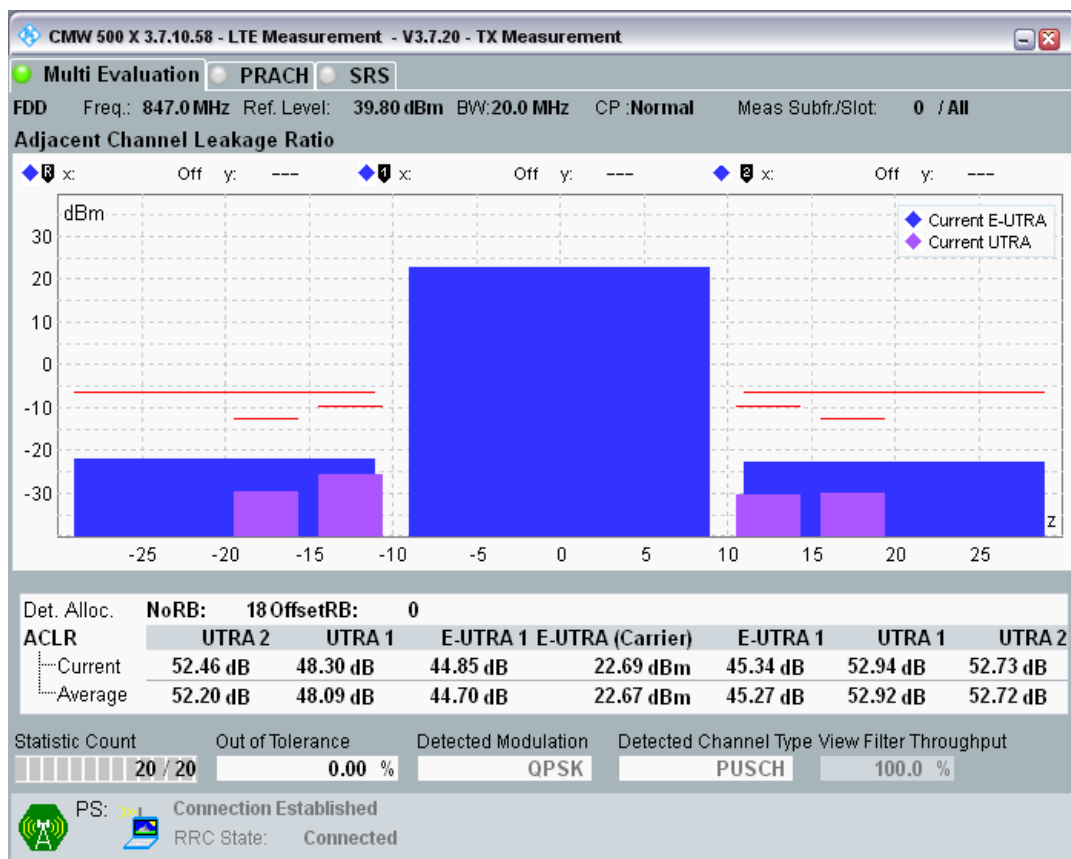 CMW 500 X 3.7.10.58 - LTE Measurement - V3.7.20 - TX Measurement
Multi Evaluation PRACH SRS
FDD Freq.: 847.0 MHz Ref. Level: 39.80 dBm BW:20.0 MHz CP :Normal Meas Subfr./Slot: 0 / All
Adjacent Channel Leakage Ratio
R x: Off y: --- 1 x: Off y: --- 2 x: Off y: ---
dBm
Current E-UTRA
Current UTRA
30
20
10
0
-10
-20
-30
z
-25 -20 -15 -10 -5 0 5 10 15 20 25
Det. Alloc. NoRB: 18 OffsetRB: 0
ACLR UTRA 2 UTRA 1 E-UTRA 1 E-UTRA (Carrier) E-UTRA 1 UTRA 1 UTRA 2
Current 52.46 dB 48.30 dB 44.85 dB 22.69 dBm 45.34 dB 52.94 dB 52.73 dB
Average 52.20 dB 48.09 dB 44.70 dB 22.67 dBm 45.27 dB 52.92 dB 52.72 dB
Statistic Count Out of Tolerance Detected Modulation Detected Channel Type View Filter Throughput
20 / 20 0.00 % QPSK PUSCH 100.0 %
PS: Connection Established
RRC State: Connected